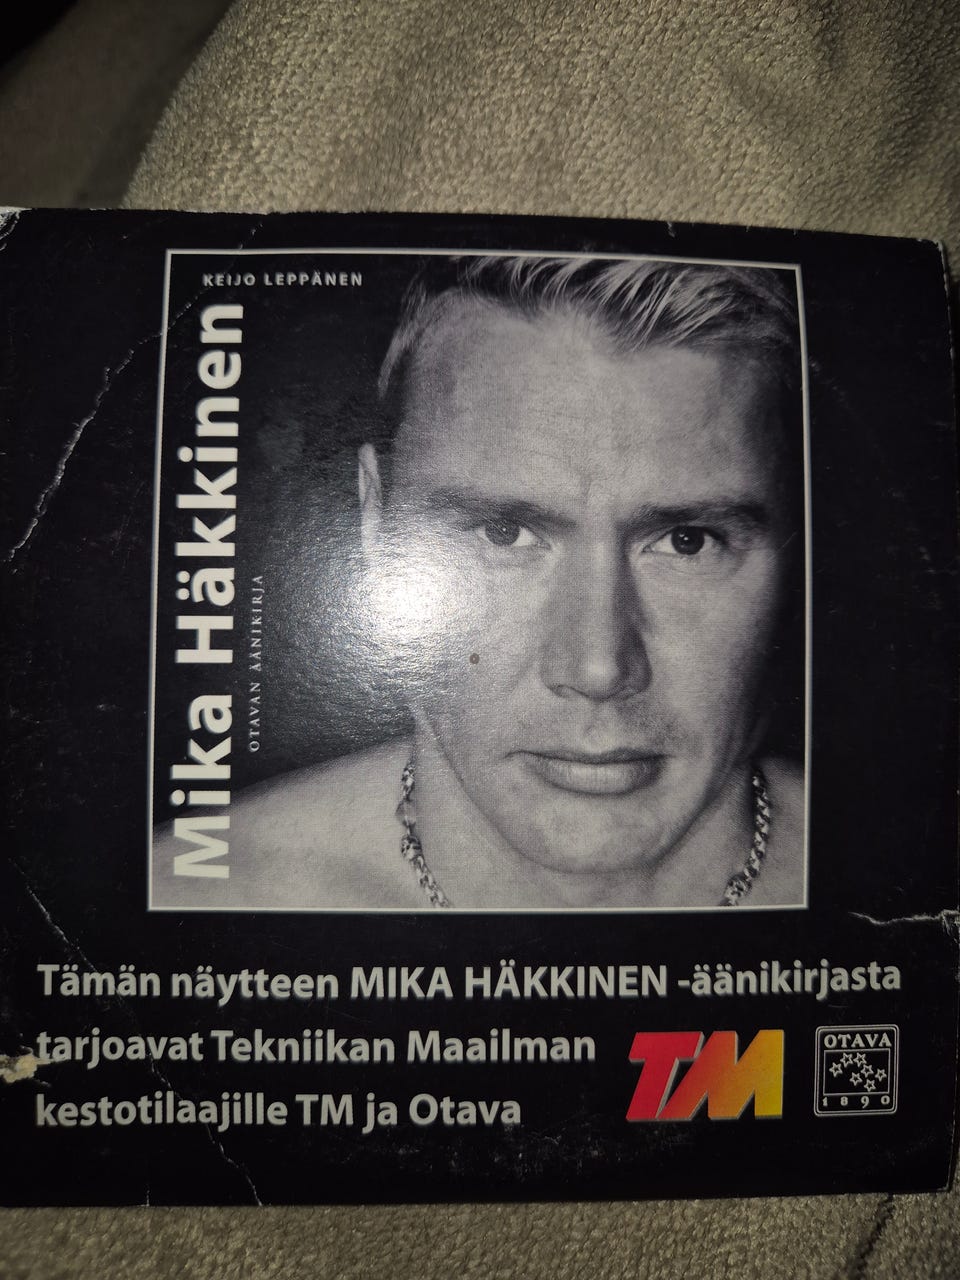 KEIJO LEPPÄNEN
Mika Häkkinen
OTAVAN ÄÄNIKIRJA
Tämän näytteen MIKA HÄKKINEN -äänikirjasta
tarjoavat Tekniikan Maailman
kestotilaajille TM ja Otava
TM
OTAVA
1890